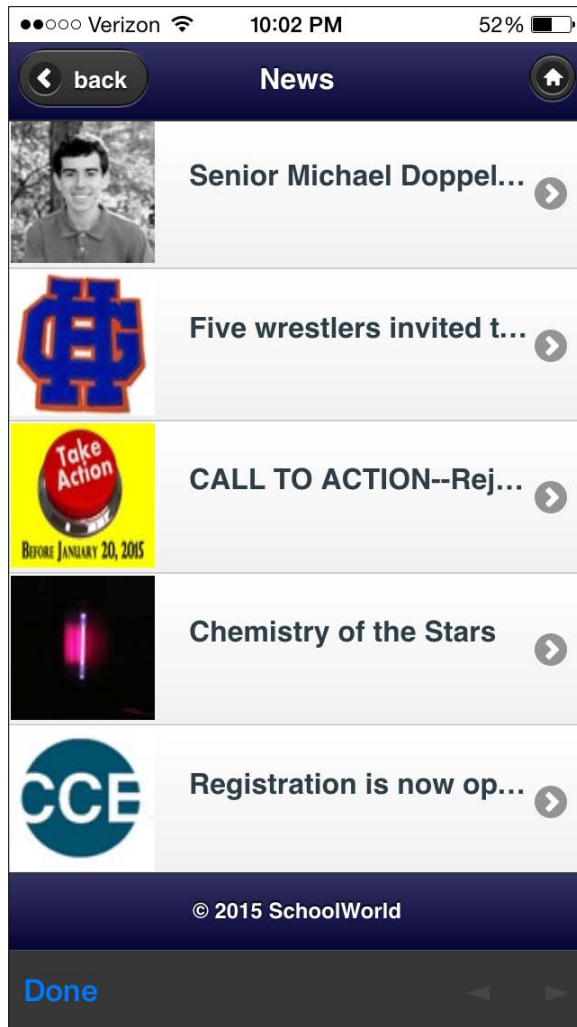 Verizon 10:02 PM 52%
back News
Senior Michael Doppel...
HG
Five wrestlers invited t...
Take
Action
BEFORE JANUARY 20, 2015
CALL TO ACTION--Rej...
Chemistry of the Stars
CCE
Registration is now op...
© 2015 SchoolWorld
Done